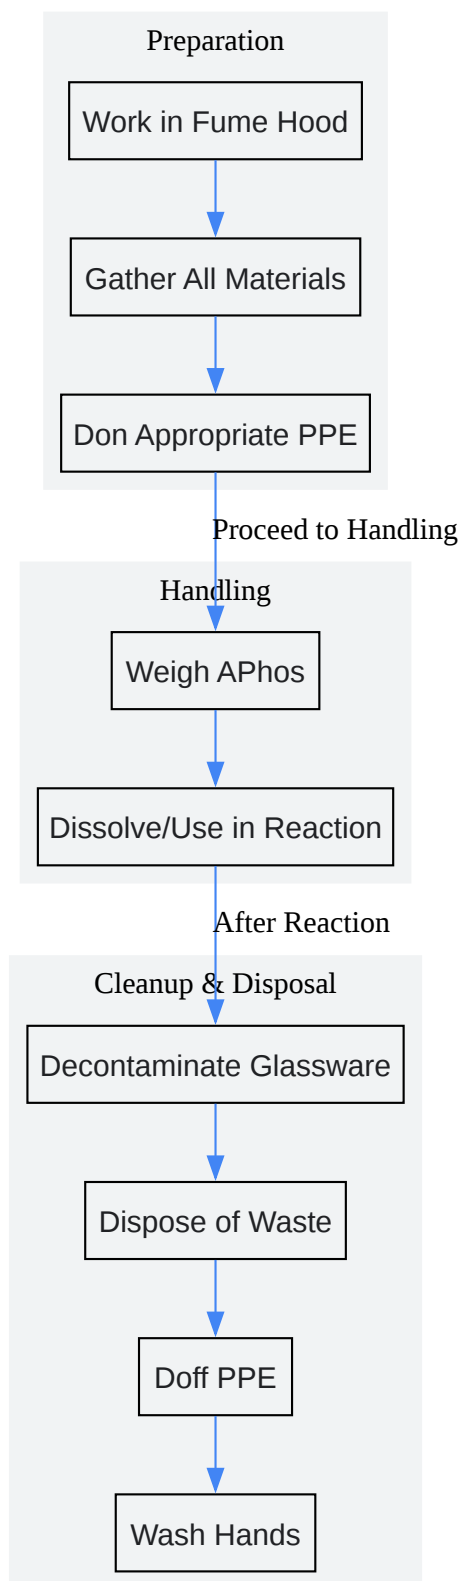 Preparation
Work in Fume Hood
Gather All Materials
Don Appropriate PPE
Proceed to Handling
Handling
Weigh APhos
Dissolve/Use in Reaction
After Reaction
Cleanup & Disposal
Decontaminate Glassware
Dispose of Waste
Doff PPE
Wash Hands